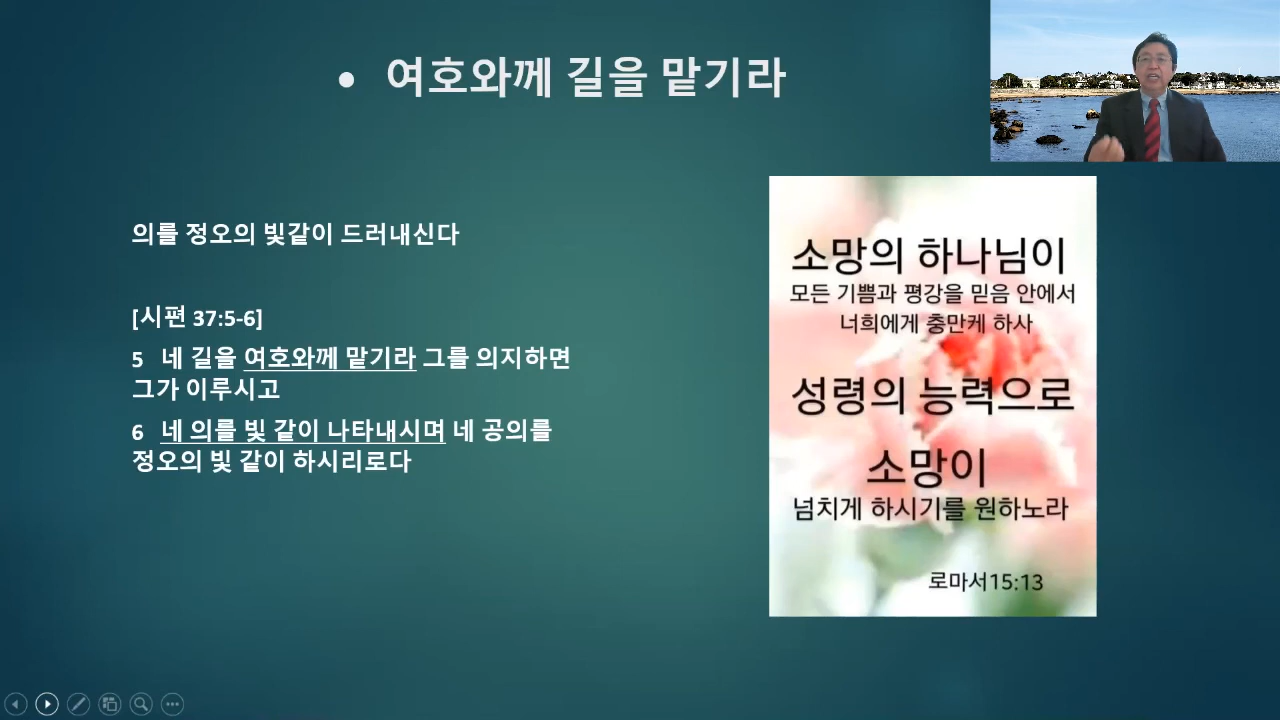 • 여호와께 길을 맡기라
의를 정오의 빛같이 드러내신다
[시편 37:5-6]
5 네 길을 여호와께 맡기라 그를 의지하면
그가 이루시고
6 네 의를 빛 같이 나타내시며 네 공의를
정오의 빛 같이 하시리로다
소망의 하나님이
모든 기쁨과 평강을 믿음 안에서
너희에게 충만케 하사
성령의 능력으로
소망이
넘치게 하시기를 원하노라
로마서15:13